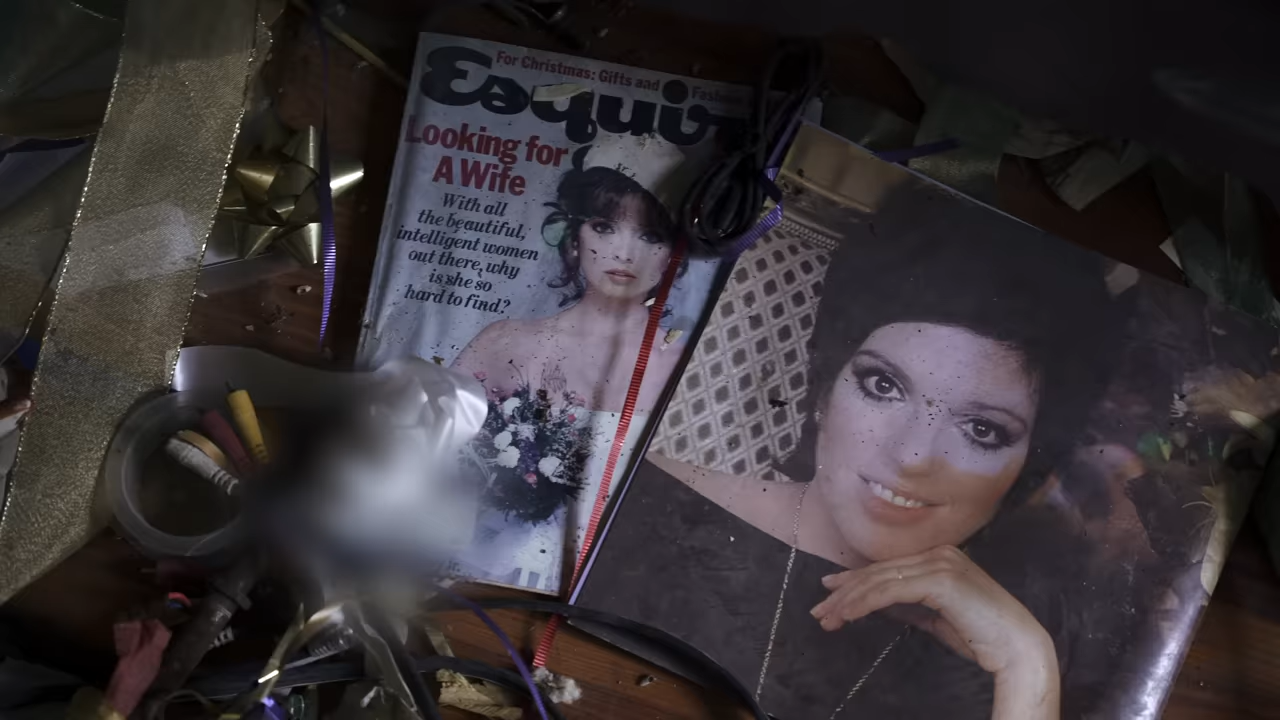 For Christmas: Gifts and Fashion
Esquir
Looking for
A Wife
With all
the beautiful,
intelligent women
out there, why
is she so
hard to find?